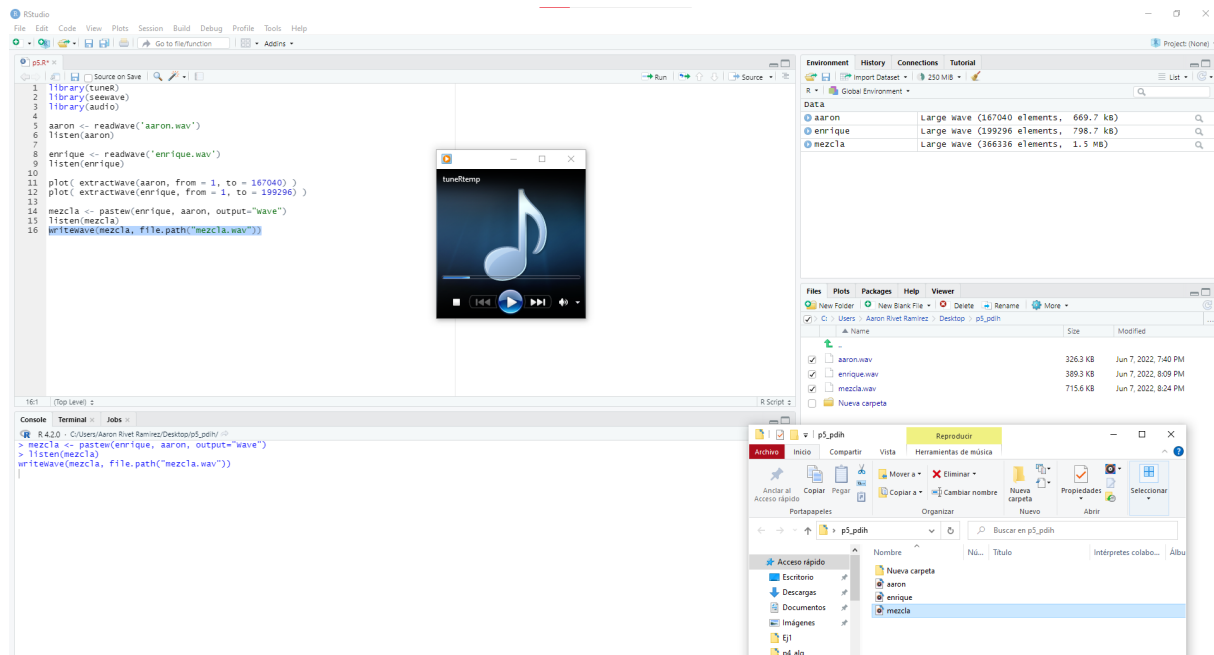 RStudio
File Edit Code View Plots Session Build Debug Profile Tools Help
Go to file/function Addins
Project: (None)
p5.R*
Source on Save Run Source
1 library(tuneR)
2 library(seewave)
3 library(audio)
4
5 aaron <- readWave('aaron.wav')
6 listen(aaron)
7
8 enrique <- readWave('enrique.wav')
9 listen(enrique)
10
11 plot( extractWave(aaron, from = 1, to = 167040) )
12 plot( extractWave(enrique, from = 1, to = 199296) )
13
14 mezcla <- pastew(enrique, aaron, output="Wave")
15 listen(mezcla)
16 writeWave(mezcla, file.path("mezcla.wav"))
16:1 (Top Level) R Script
tuneRtemp
Console Terminal Jobs
R 4.2.0 · C:/Users/Aaron Rivet Ramirez/Desktop/p5_pdih/
> mezcla <- pastew(enrique, aaron, output="Wave")
> listen(mezcla)
writeWave(mezcla, file.path("mezcla.wav"))
Environment History Connections Tutorial
Import Dataset 250 MiB List
R Global Environment
Data
aaron Large Wave (167040 elements, 669.7 kB)
enrique Large Wave (199296 elements, 798.7 kB)
mezcla Large Wave (366336 elements, 1.5 MB)
Files Plots Packages Help Viewer
New Folder New Blank File Delete Rename More
C: > Users > Aaron Rivet Ramirez > Desktop > p5_pdih
Name Size Modified
..
aaron.wav 326.3 KB Jun 7, 2022, 7:40 PM
enrique.wav 389.3 KB Jun 7, 2022, 8:09 PM
mezcla.wav 715.6 KB Jun 7, 2022, 8:24 PM
Nueva carpeta
p5_pdih Reproducir
Archivo Inicio Compartir Vista Herramientas de música
Anclar al Acceso rápido Copiar Pegar
Mover a Eliminar
Copiar a Cambiar nombre
Nueva carpeta Propiedades Seleccionar
Portapapeles Organizar Nuevo Abrir
p5_pdih Buscar en p5_pdih
Nombre Nú... Título Intérpretes colabo... Álbu
Acceso rápido
Escritorio
Descargas
Documentos
Imágenes
Ej1
p4_alg
Nueva carpeta
aaron
enrique
mezcla